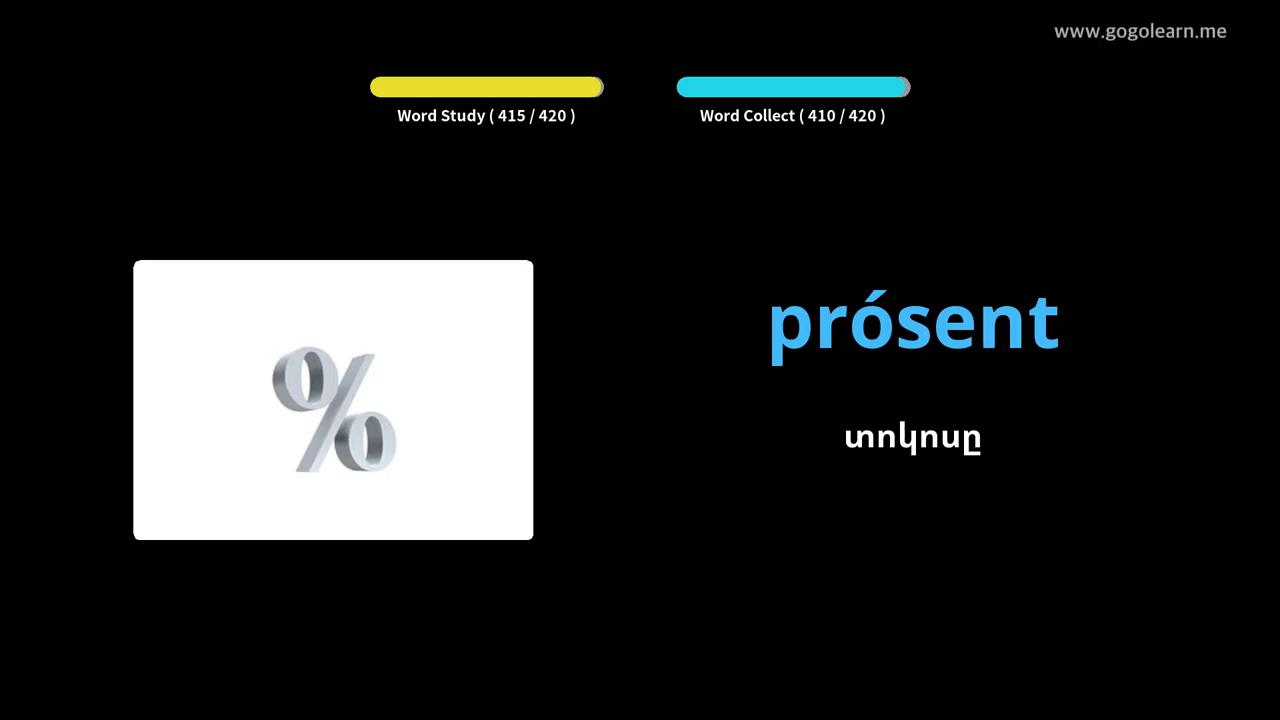 www.gogolearn.me
Word Study ( 415 / 420 )
Word Collect ( 410 / 420 )
%
prósent
տոկոսը